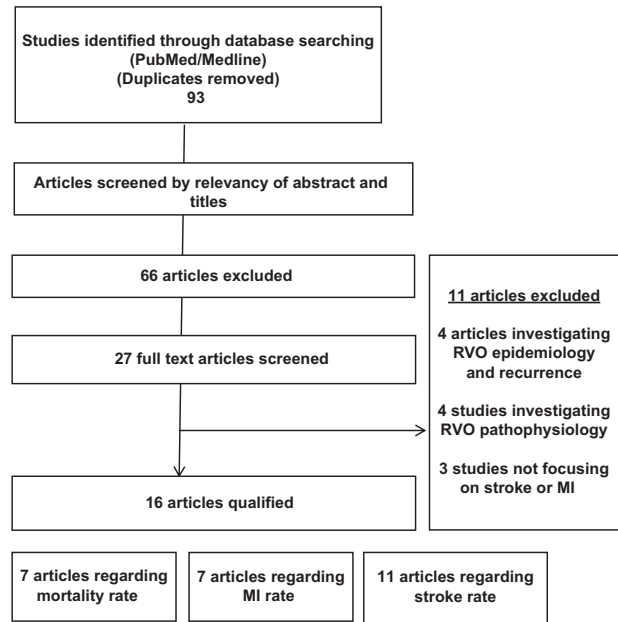 Studies identified through database searching
(PubMed/Medline)
(Duplicates removed)
93
Articles screened by relevancy of abstract and
titles
66 articles excluded
27 full text articles screened
11 articles excluded
4 articles investigating
RVO epidemiology
and recurrence
4 studies investigating
RVO pathophysiology
3 studies not focusing
on stroke or MI
16 articles qualified
7 articles regarding
mortality rate
7 articles regarding
MI rate
11 articles regarding
stroke rate